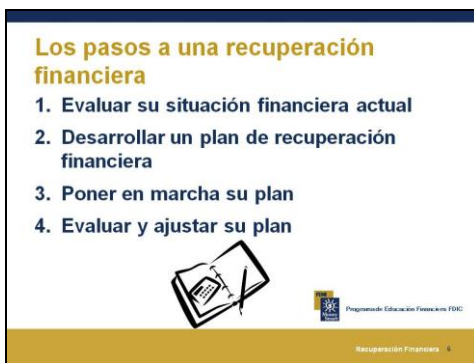 Los pasos a una recuperación
financiera
1. Evaluar su situación financiera actual
2. Desarrollar un plan de recuperación
financiera
3. Poner en marcha su plan
4. Evaluar y ajustar su plan
Programa de Educación Financiera FDIC
Recuperación Financiera 6